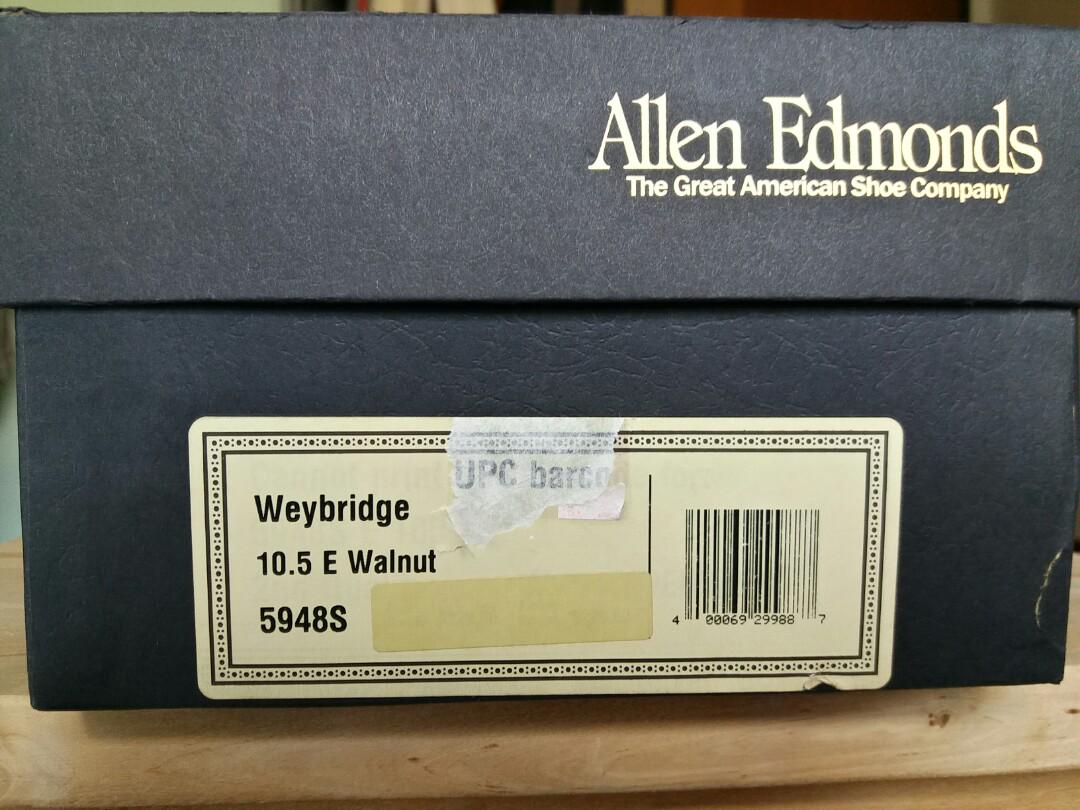 Allen Edmonds
The Great American Shoe Company
UPC
Weybridge
10.5 E Walnut
5948S
4 00069 29988 7